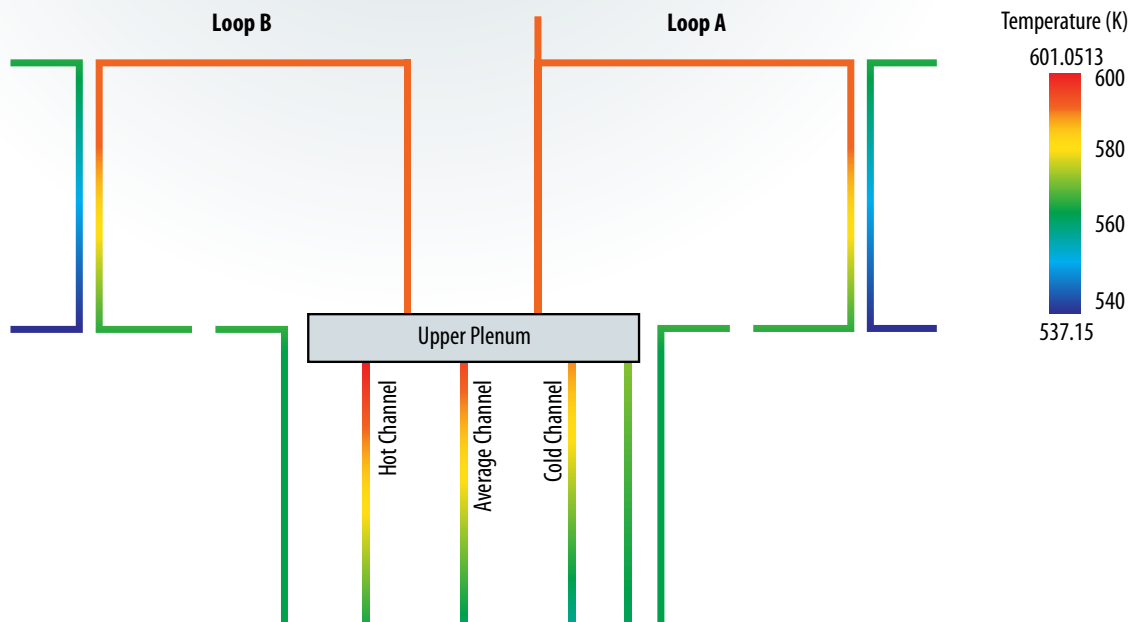 Loop B
Loop A
Temperature (K)
601.0513
600
580
560
540
537.15
Upper Plenum
Hot Channel
Average Channel
Cold Channel